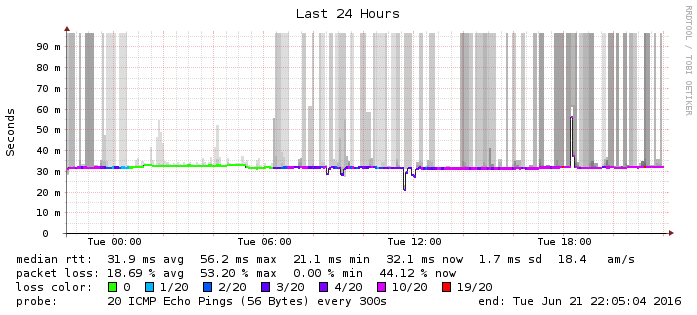 Last 24 Hours
RRDTOOL / TOBI OETIKER
Seconds
90 m
80 m
70 m
60 m
50 m
40 m
30 m
20 m
10 m
0
Tue 00:00 Tue 06:00 Tue 12:00 Tue 18:00
median rtt: 31.9 ms avg 56.2 ms max 21.1 ms min 32.1 ms now 1.7 ms sd 18.4 am/s
packet loss: 18.69 % avg 53.20 % max 0.00 % min 44.12 % now
loss color: 0 1/20 2/20 3/20 4/20 10/20 19/20
probe: 20 ICMP Echo Pings (56 Bytes) every 300s end: Tue Jun 21 22:05:04 2016